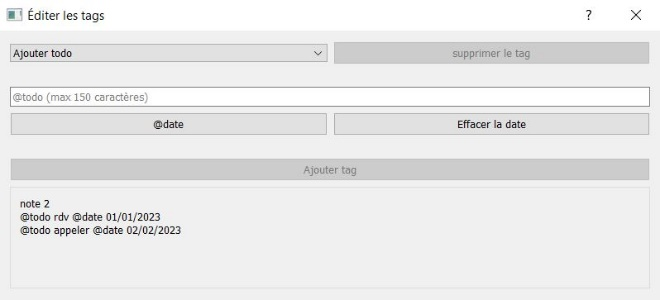 Éditer les tags
?
Ajouter todo
supprimer le tag
@todo (max 150 caractères)
@date
Effacer la date
Ajouter tag
note 2
@todo rdv @date 01/01/2023
@todo appeler @date 02/02/2023